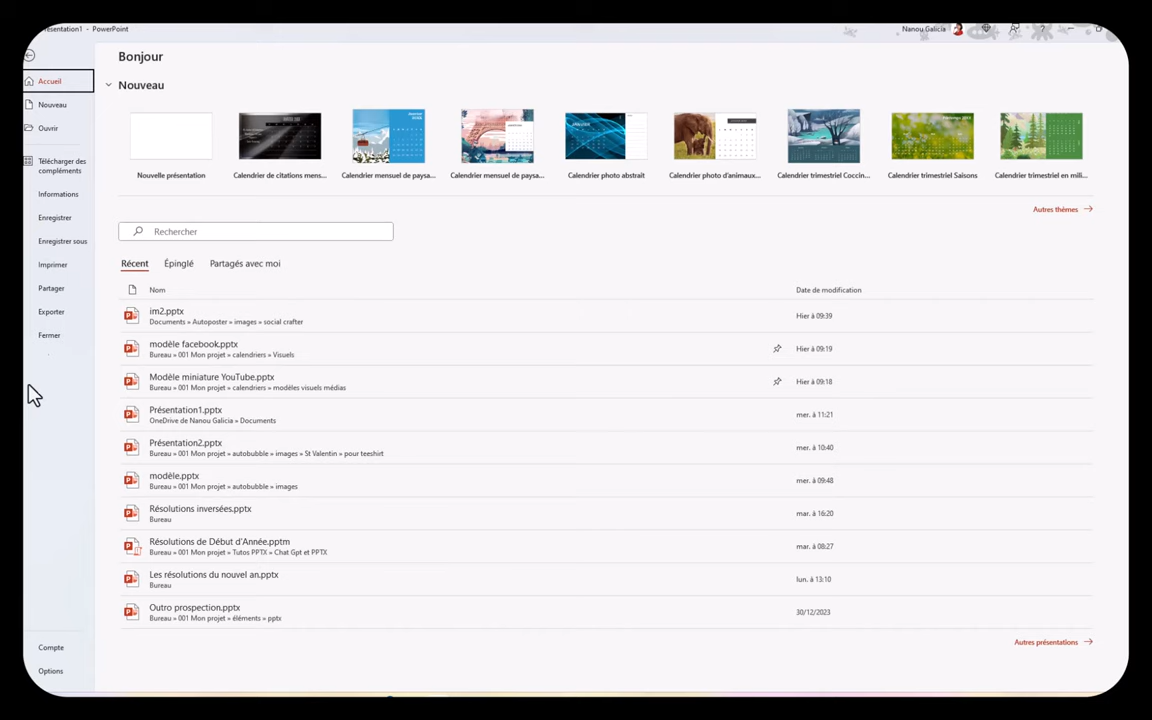 résentation1 - PowerPoint
Nanou Galicia
?
Accueil
Nouveau
Ouvrir
Télécharger des
compléments
Informations
Enregistrer
Enregistrer sous
Imprimer
Partager
Exporter
Fermer
Compte
Options
Bonjour
Nouveau
Nouvelle présentation
Calendrier de citations mens...
Calendrier mensuel de paysa...
Calendrier mensuel de paysa...
Calendrier photo abstrait
Calendrier photo d'animaux...
Calendrier trimestriel Coccin...
Calendrier trimestriel Saisons
Calendrier trimestriel en mili...
Autres thèmes
Rechercher
Récent Épinglé Partagés avec moi
Nom Date de modification
im2.pptx
Documents » Autoposter » images » social crafter
Hier à 09:39
modèle facebook.pptx
Bureau » 001 Mon projet » calendriers » Visuels
Hier à 09:19
Modèle miniature YouTube.pptx
Bureau » 001 Mon projet » calendriers » modèles visuels médias
Hier à 09:18
Présentation1.pptx
OneDrive de Nanou Galicia » Documents
mer. à 11:21
Présentation2.pptx
Bureau » 001 Mon projet » autobubble » images » St Valentin » pour teeshirt
mer. à 10:40
modèle.pptx
Bureau » 001 Mon projet » autobubble » images
mer. à 09:48
Résolutions inversées.pptx
Bureau
mar. à 16:20
Résolutions de Début d'Année.pptm
Bureau » 001 Mon projet » Tutos PPTX » Chat Gpt et PPTX
mar. à 08:27
Les résolutions du nouvel an.pptx
Bureau
lun. à 13:10
Outro prospection.pptx
Bureau » 001 Mon projet » éléments » pptx
30/12/2023
Autres présentations